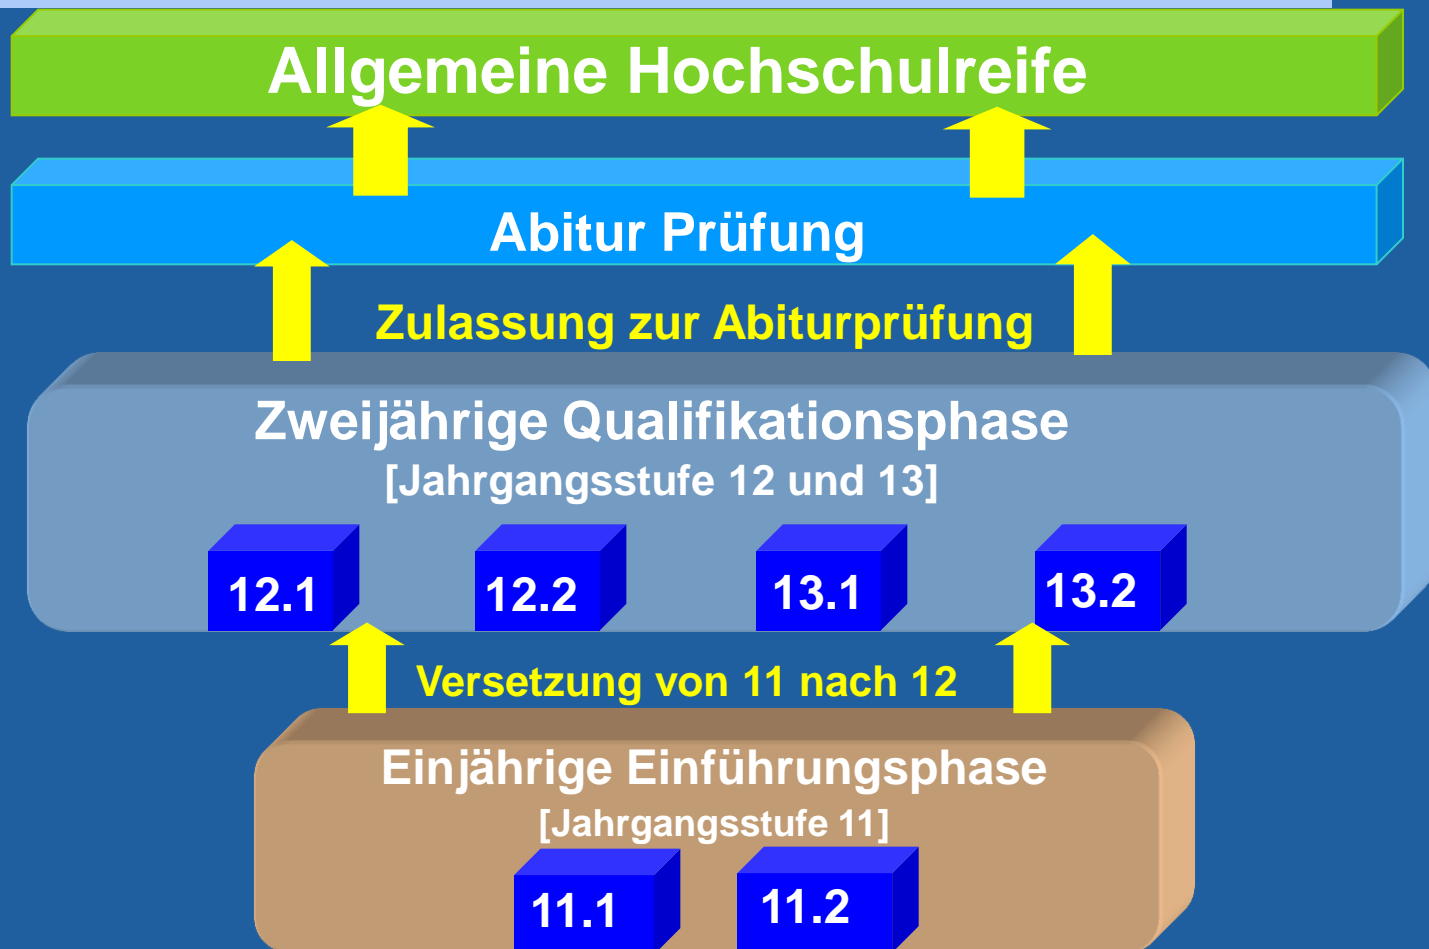 Allgemeine Hochschulreife
Abitur Prüfung
Zulassung zur Abiturprüfung
Zweijährige Qualifikationsphase
[Jahrgangsstufe 12 und 13]
12.1 12.2 13.1 13.2
Versetzung von 11 nach 12
Einjährige Einführungsphase
[Jahrgangsstufe 11]
11.1 11.2